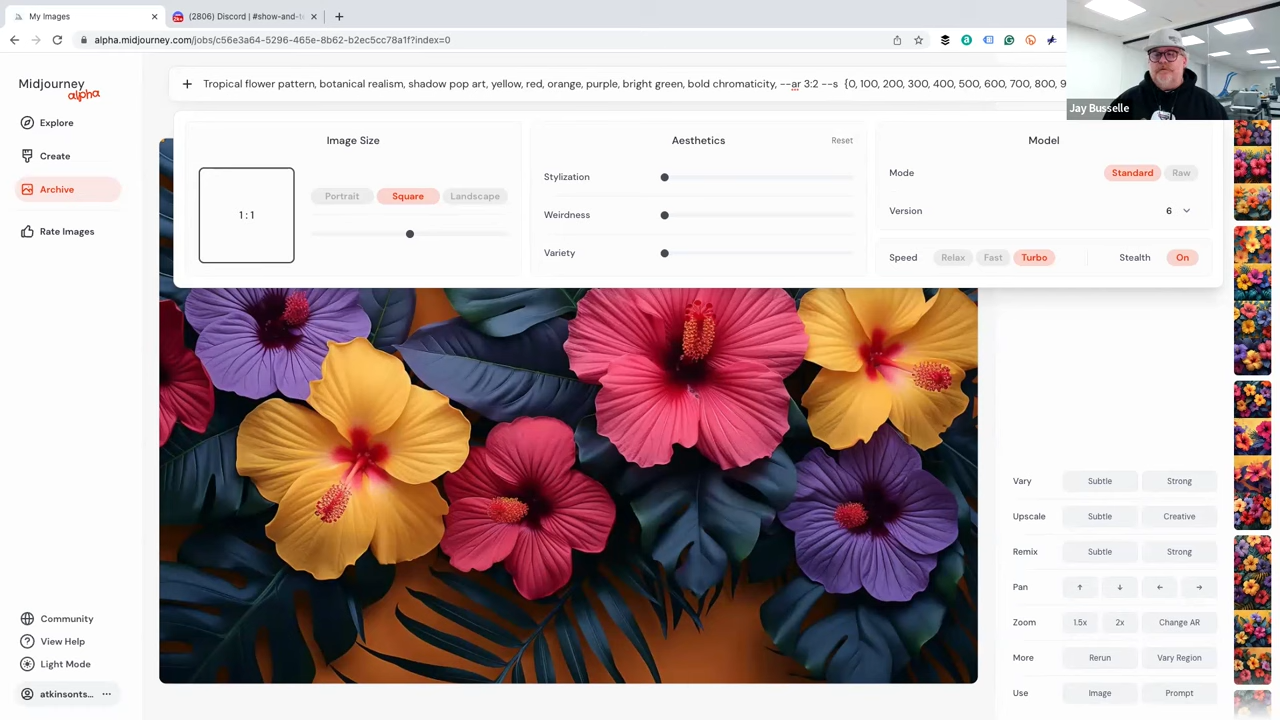 My Images
(2806) Discord | #show-and-te
alpha.midjourney.com/jobs/c56e3a64-5296-465e-8b62-b2ec5cc78a1f?index=0
Midjourney
alpha
Explore
Create
Archive
Rate Images
Tropical flower pattern, botanical realism, shadow pop art, yellow, red, orange, purple, bright green, bold chromaticity, --ar 3:2 --s {0, 100, 200, 300, 400, 500, 600, 700, 800, 9
Jay Busselle
Image Size
1 : 1
Portrait Square Landscape
Aesthetics Reset
Stylization
Weirdness
Variety
Model
Mode Standard Raw
Version 6
Speed Relax Fast Turbo Stealth On
Vary Subtle Strong
Upscale Subtle Creative
Remix Subtle Strong
Pan ↑ ↓ ← →
Zoom 1.5x 2x Change AR
More Rerun Vary Region
Use Image Prompt
Community
View Help
Light Mode
atkinsonts...